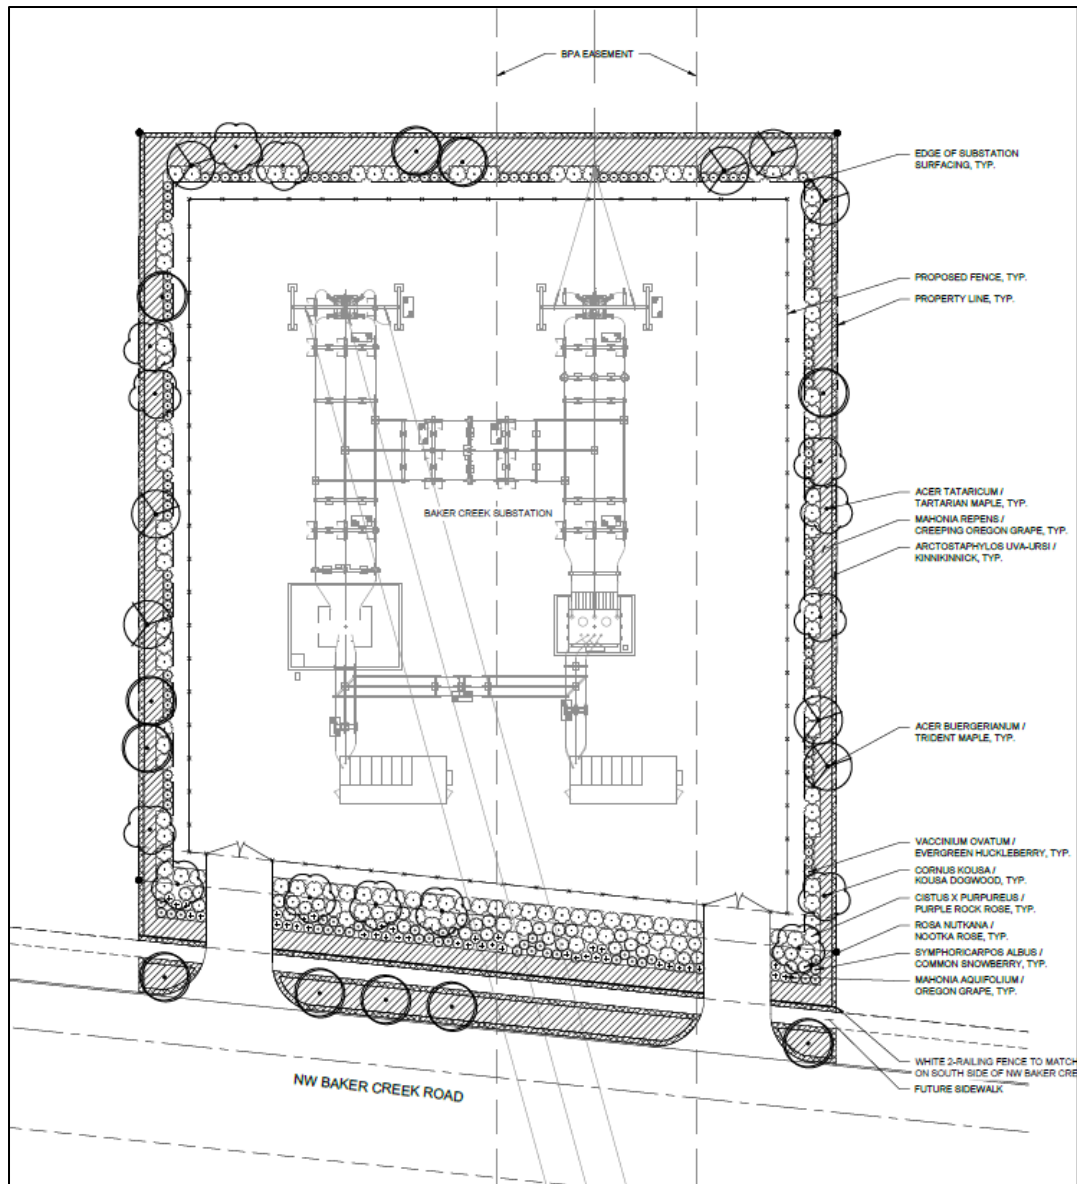 BPA EASEMENT
EDGE OF SUBSTATION
SURFACING, TYP.
PROPOSED FENCE, TYP.
PROPERTY LINE, TYP.
ACER TATARICUM /
TARTARIAN MAPLE, TYP.
MAHONIA REPENS /
CREEPING OREGON GRAPE, TYP.
BAKER CREEK SUBSTATION
ARCTOSTAPHYLOS UVA-URSI /
KINNIKINNICK, TYP.
ACER BUERGERIANUM /
TRIDENT MAPLE, TYP.
VACCINIUM OVATUM /
EVERGREEN HUCKLEBERRY, TYP.
CORNUS KOUSA /
KOUSA DOGWOOD, TYP.
CISTUS X PURPUREUS /
PURPLE ROCK ROSE, TYP.
ROSA NUTKANA /
NOOTKA ROSE, TYP.
SYMPHORICARPOS ALBUS /
COMMON SNOWBERRY, TYP.
MAHONIA AQUIFOLIUM /
OREGON GRAPE, TYP.
WHITE 2-RAILING FENCE TO MATCH
ON SOUTH SIDE OF NW BAKER CRE
FUTURE SIDEWALK
NW BAKER CREEK ROAD